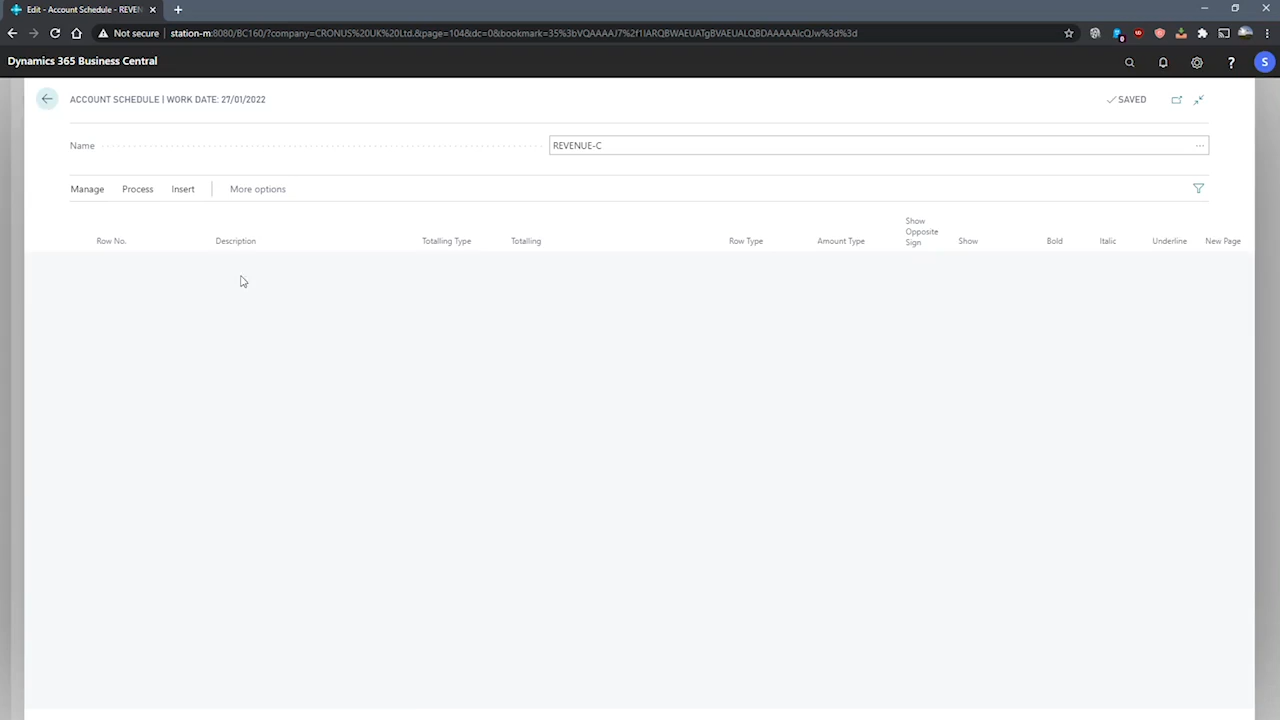 Edit - Account Schedule - REVEN
Not secure
station-m:8080/BC160/?company=CRONUS%20UK%20Ltd.&page=104&dc=0&bookmark=35%3bVQAAAAJ7%2f1IARQBWAEUATgBVAEUALQBDAAAAAIcQJw%3d%3d
Dynamics 365 Business Central
?
S
ACCOUNT SCHEDULE | WORK DATE: 27/01/2022
SAVED
Name
REVENUE-C
Manage
Process
Insert
More options
Row No.
Description
Totalling Type
Totalling
Row Type
Amount Type
Show
Opposite
Sign
Show
Bold
Italic
Underline
New Page